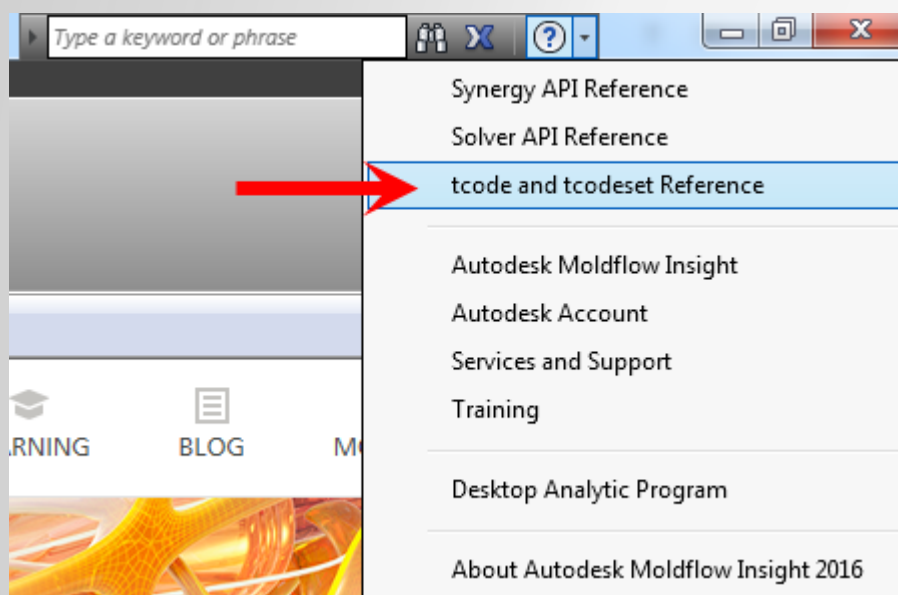 Type a keyword or phrase
Synergy API Reference
Solver API Reference
tcode and tcodeset Reference
Autodesk Moldflow Insight
Autodesk Account
Services and Support
Training
RNING BLOG M
Desktop Analytic Program
About Autodesk Moldflow Insight 2016